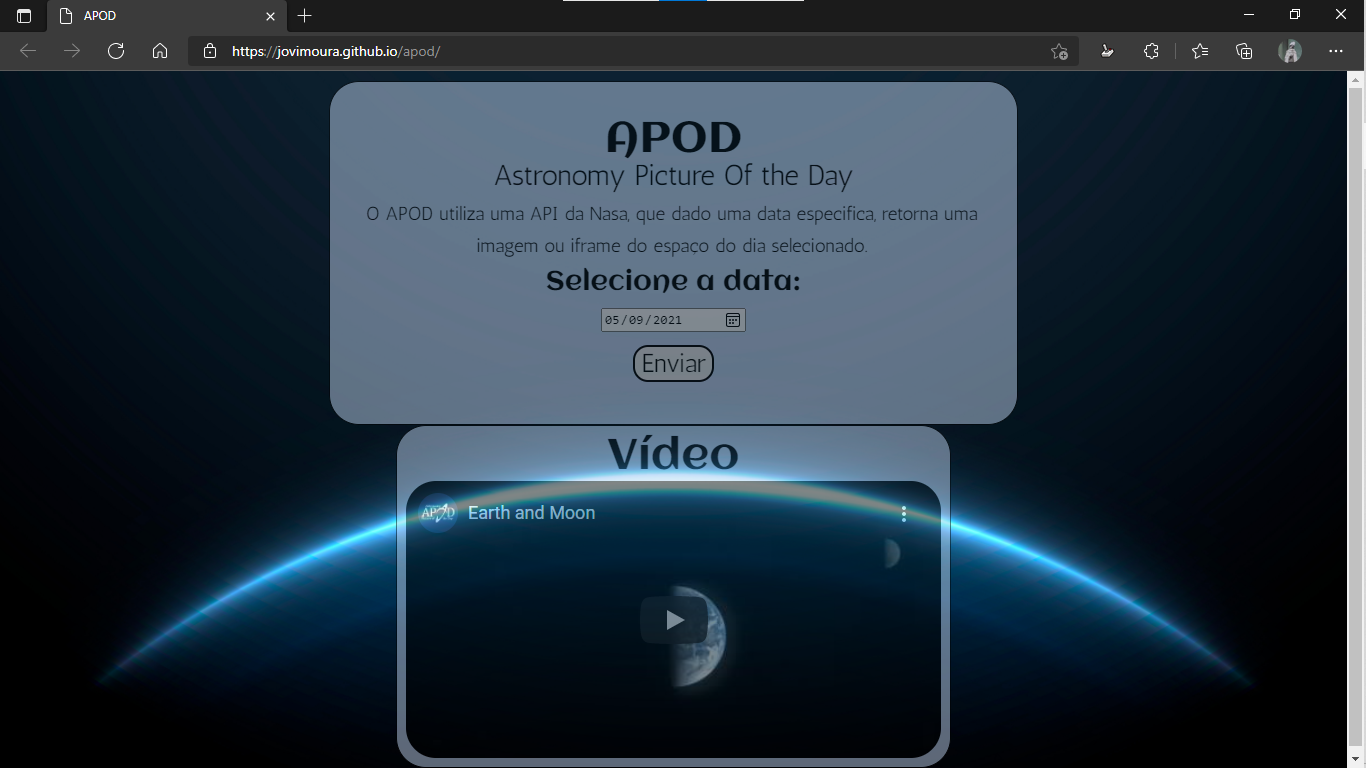 APOD
https://jovimoura.github.io/apod/
APOD
Astronomy Picture Of the Day
O APOD utiliza uma API da Nasa, que dado uma data especifica, retorna uma
imagem ou iframe do espaço do dia selecionado.
Selecione a data:
05/09/2021
Enviar
Vídeo
APOD
Earth and Moon